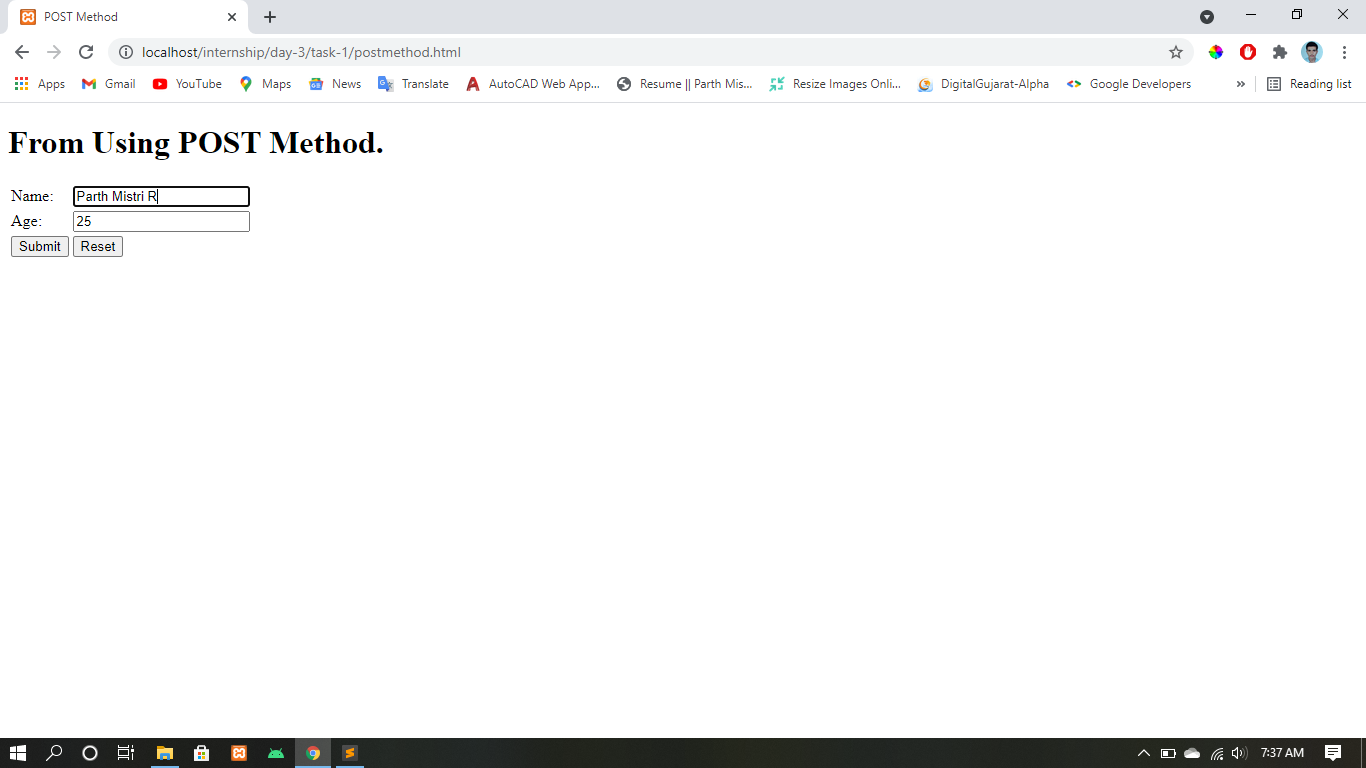 POST Method
localhost/internship/day-3/task-1/postmethod.html
Apps Gmail YouTube Maps News Translate AutoCAD Web App... Resume || Parth Mis... Resize Images Onli... DigitalGujarat-Alpha Google Developers » Reading list
From Using POST Method.
Name: Parth Mistri R
Age: 25
Submit Reset
7:37 AM